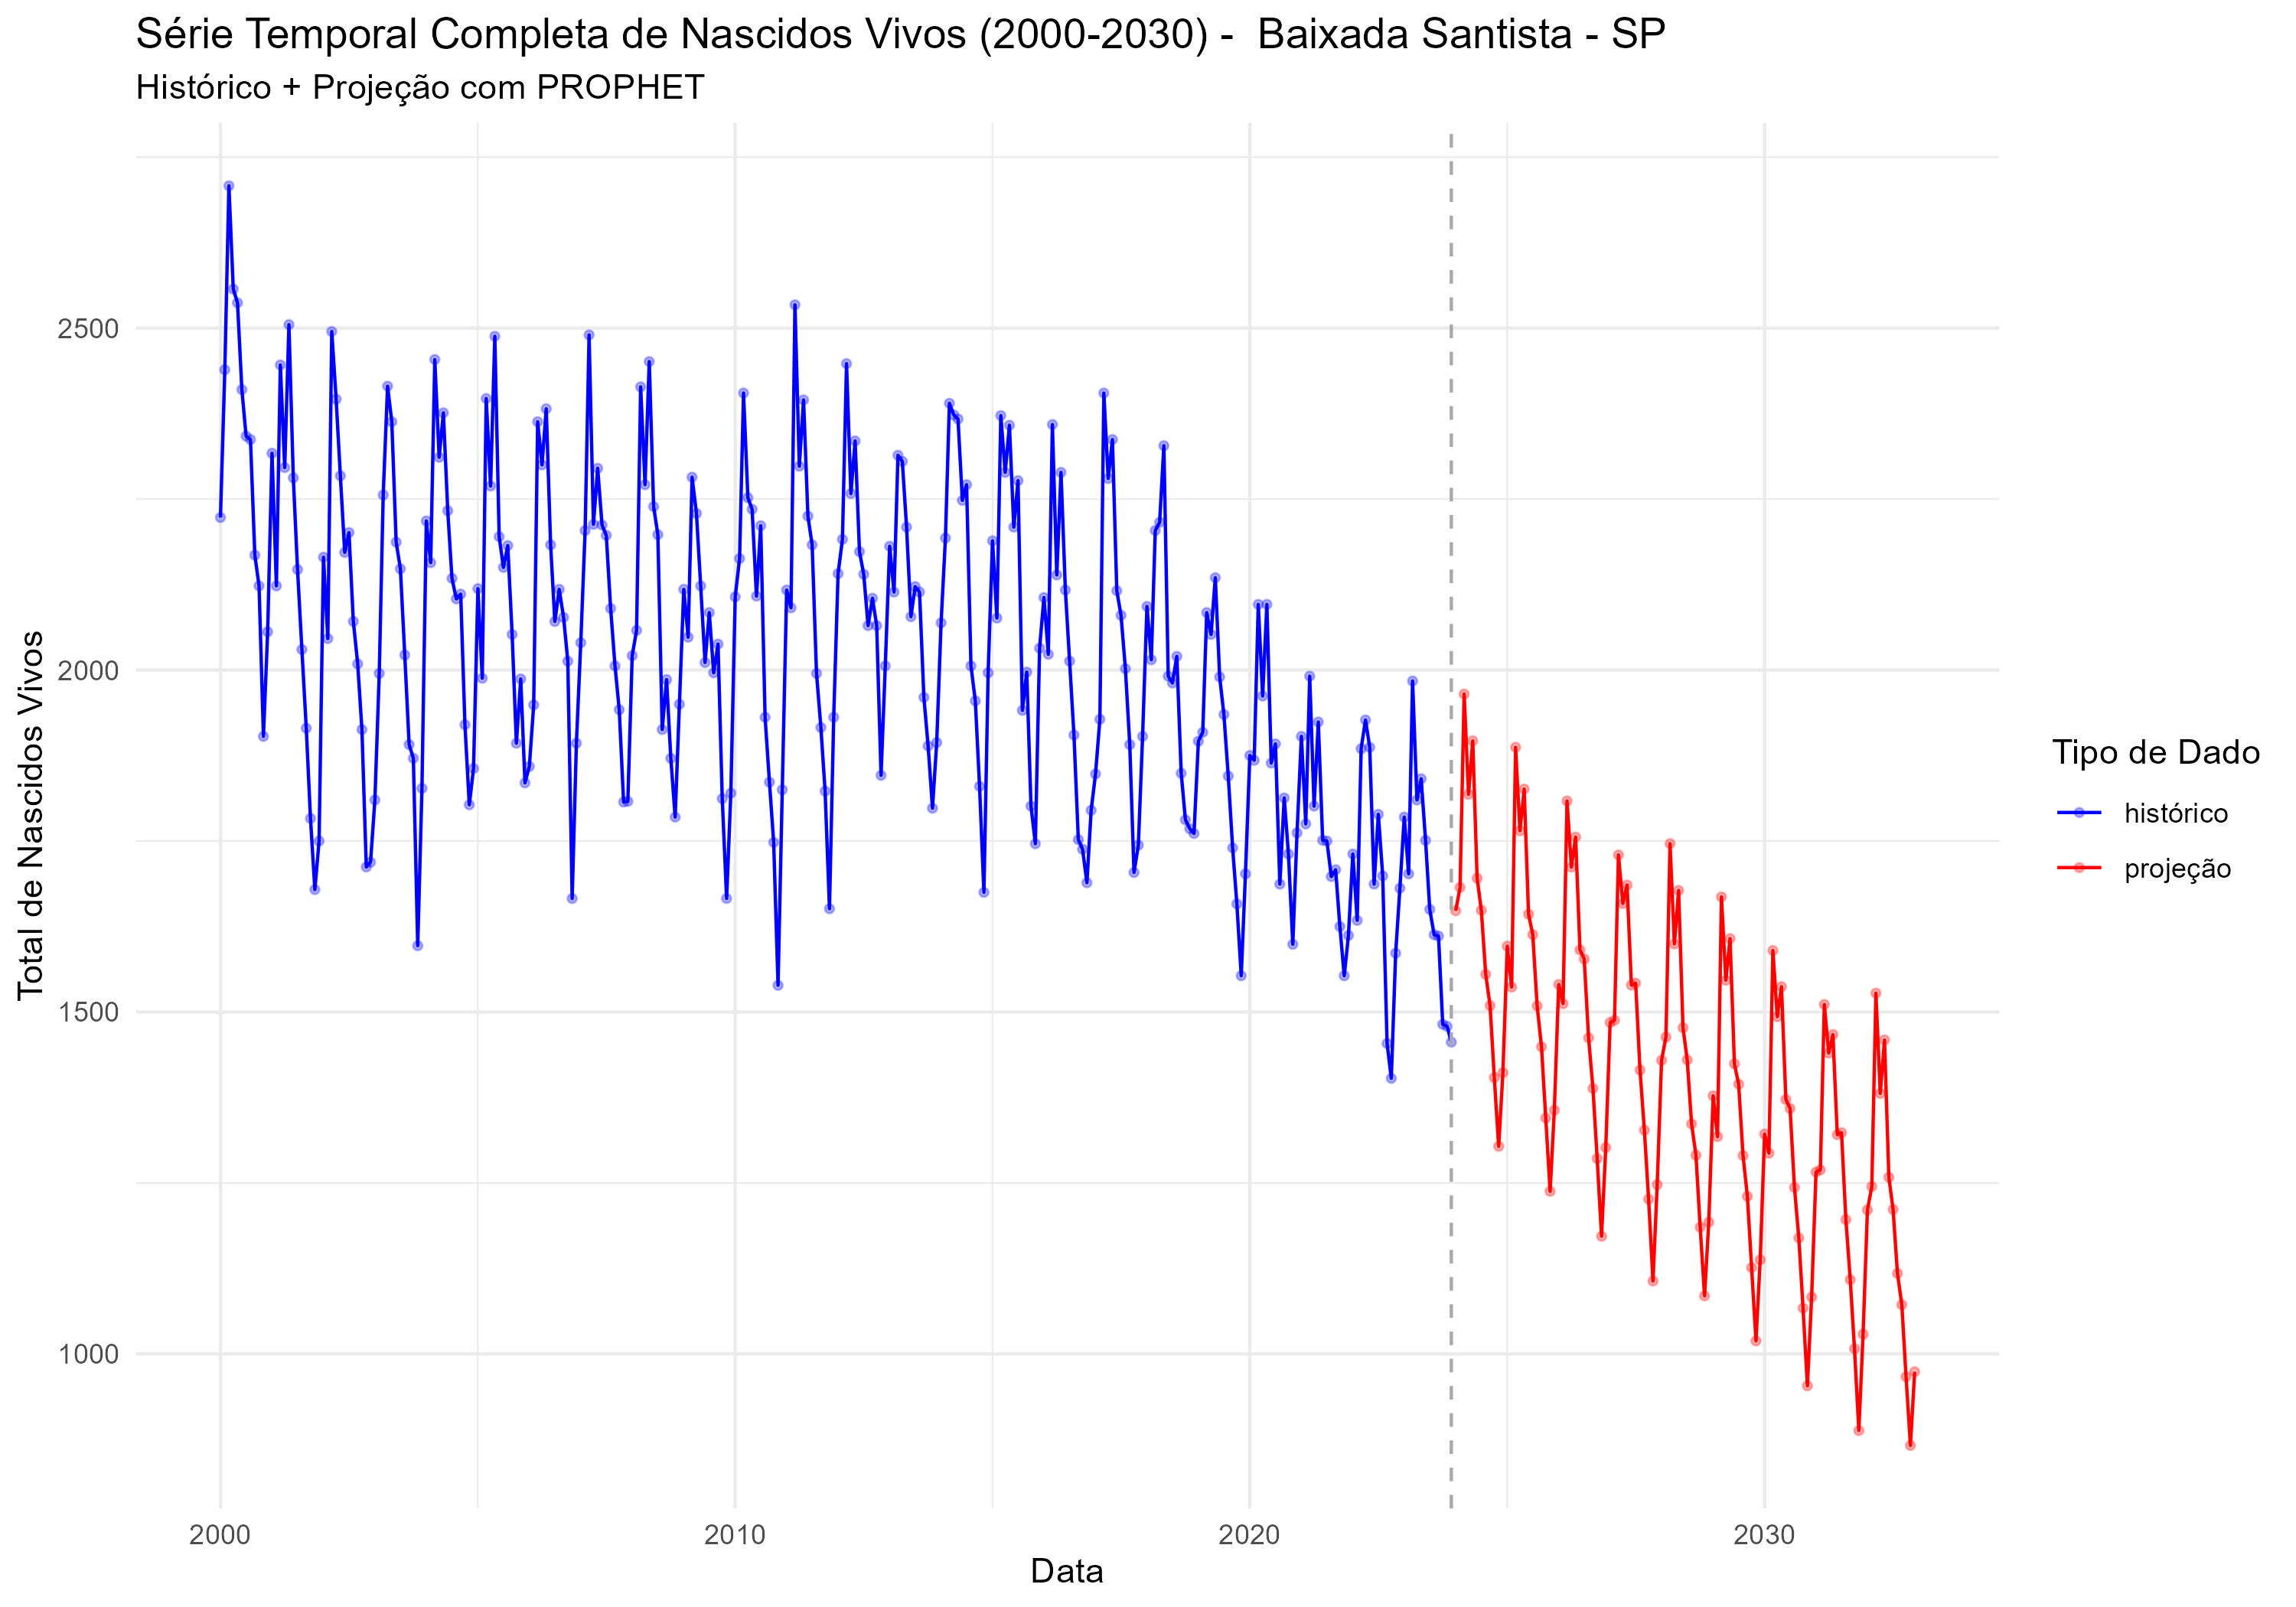 Série Temporal Completa de Nascidos Vivos (2000-2030) -  Baixada Santista - SP
Histórico + Projeção com PROPHET
Total de Nascidos Vivos
2500
2000
1500
1000
2000
2010
2020
2030
Data
Tipo de Dado
histórico
projeção